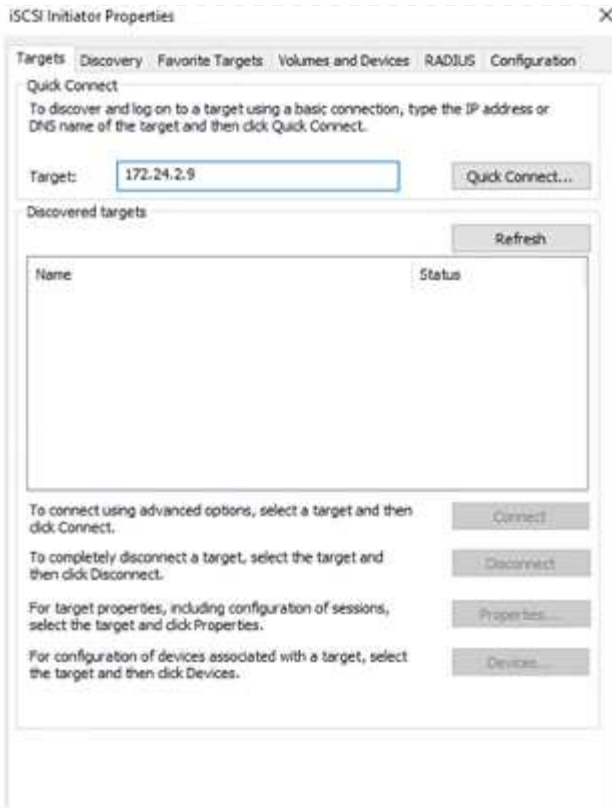 iSCSI Initiator Properties
Targets Discovery Favorite Targets Volumes and Devices RADIUS Configuration
Quick Connect
To discover and log on to a target using a basic connection, type the IP address or
DNS name of the target and then click Quick Connect.
Target: 172.24.2.9 Quick Connect...
Discovered targets
Refresh
Name Status
To connect using advanced options, select a target and then
click Connect.
Connect
To completely disconnect a target, select the target and
then click Disconnect.
Disconnect
For target properties, including configuration of sessions,
select the target and click Properties.
Properties...
For configuration of devices associated with a target, select
the target and then click Devices.
Devices...